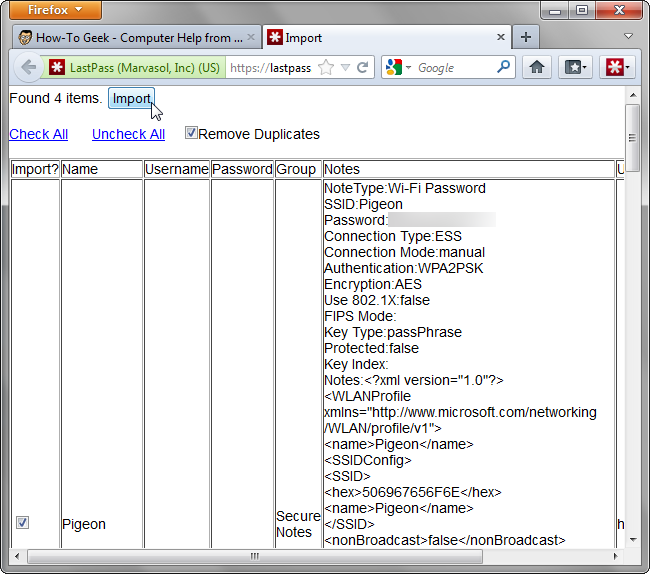 Firefox
How-To Geek - Computer Help from ...
Import
LastPass (Marvasol, Inc) (US)
https://lastpass
Google
Found 4 items.
Import
Check All
Uncheck All
Remove Duplicates
Import?
Name
Username
Password
Group
Notes
Pigeon
Secure
Notes
NoteType:Wi-Fi Password
SSID:Pigeon
Password:
Connection Type:ESS
Connection Mode:manual
Authentication:WPA2PSK
Encryption:AES
Use 802.1X:false
FIPS Mode:
Key Type:passPhrase
Protected:false
Key Index:
Notes:<?xml version="1.0"?>
<WLANProfile
xmlns="http://www.microsoft.com/networking
/WLAN/profile/v1">
<name>Pigeon</name>
<SSIDConfig>
<SSID>
<hex>506967656F6E</hex>
<name>Pigeon</name>
</SSID>
<nonBroadcast>false</nonBroadcast>